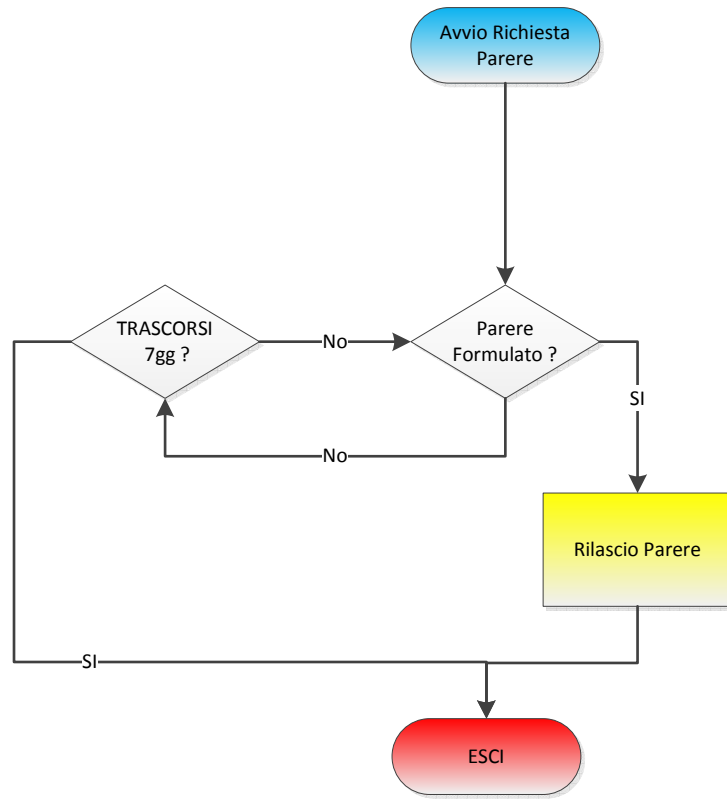 Avvio Richiesta
Parere
TRASCORSI
7gg ?
No
Parere
Formulato ?
SI
No
Rilascio Parere
SI
ESCI